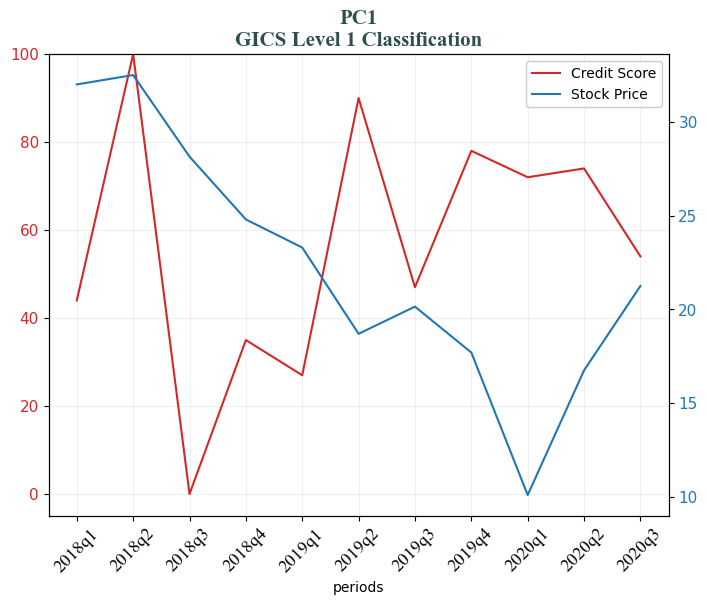 PC1
GICS Level 1 Classification
Credit Score
Stock Price
100
80
60
40
20
0
30
25
20
15
10
2018q1
2018q2
2018q3
2018q4
2019q1
2019q2
2019q3
2019q4
2020q1
2020q2
2020q3
periods